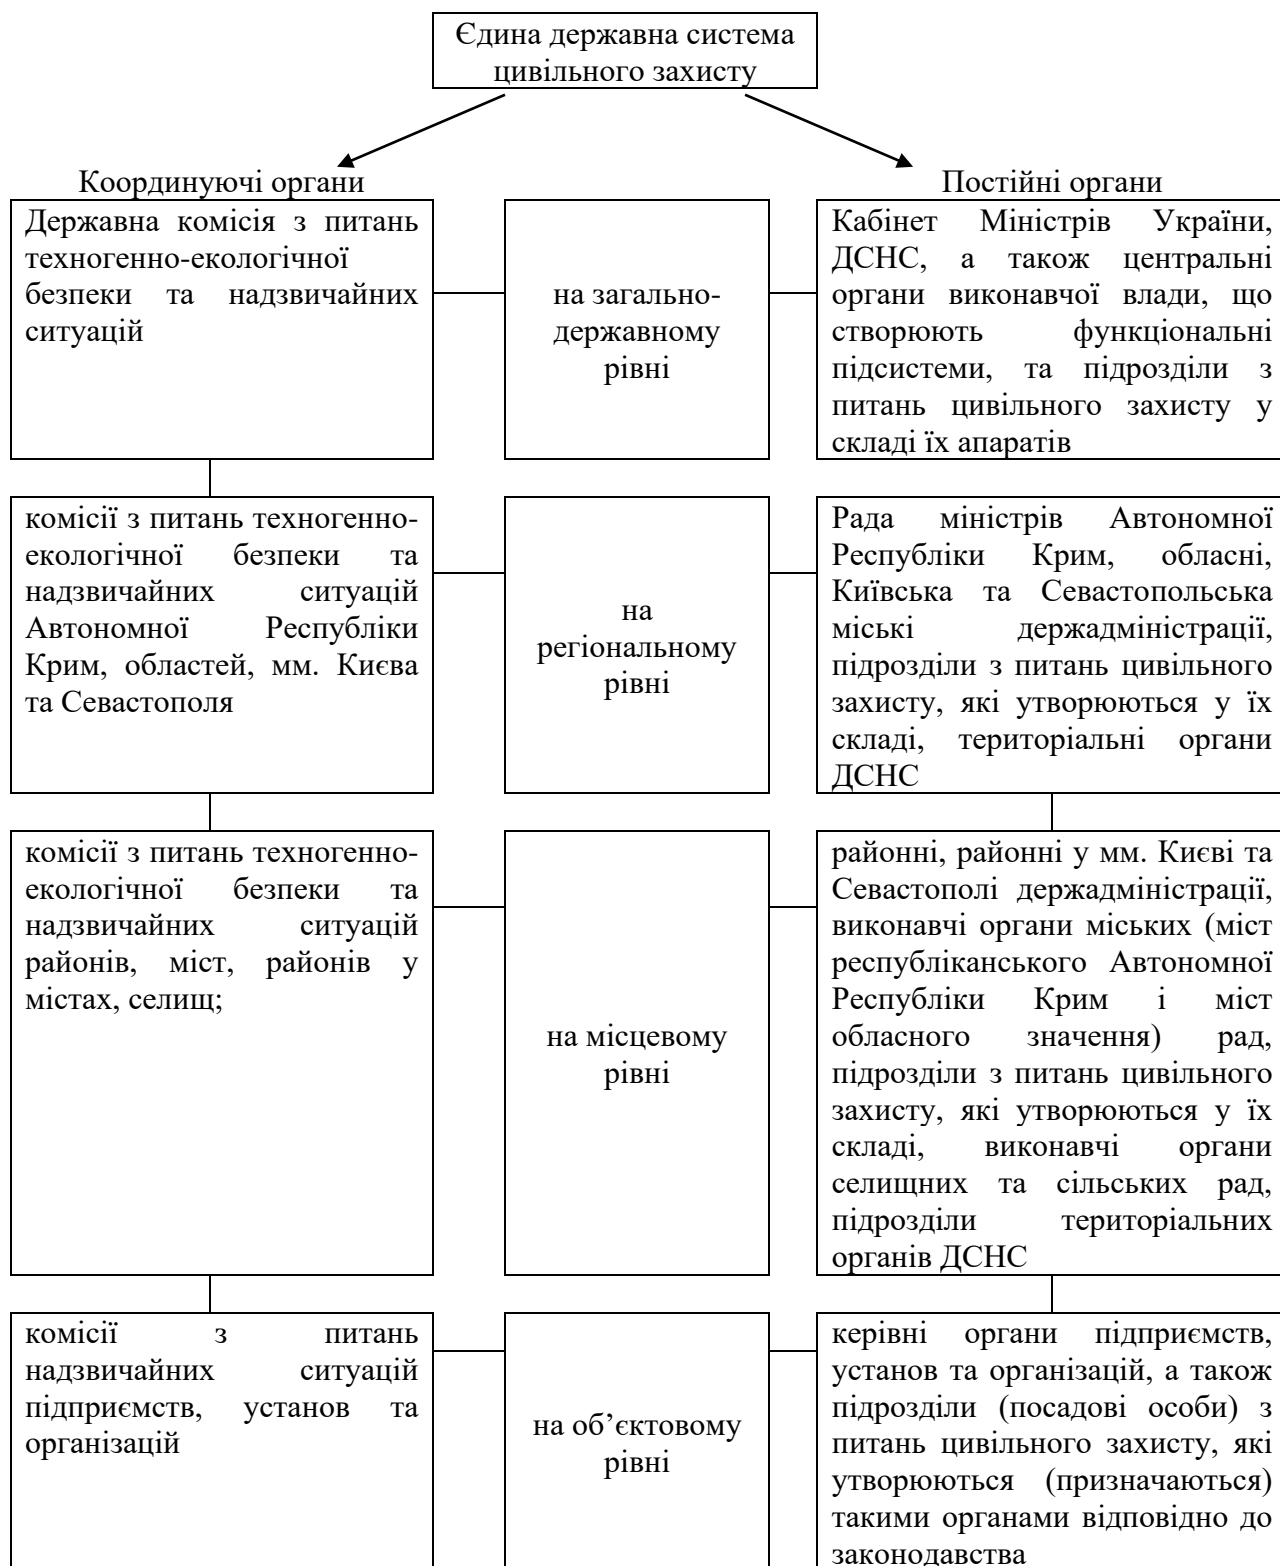 Єдина державна система
цивільного захисту
Координуючі органи
Постійні органи
Державна комісія з питань
техногенно-екологічної
безпеки та надзвичайних
ситуацій
на загально-
державному
рівні
Кабінет Міністрів України,
ДСНС, а також центральні
органи виконавчої влади, що
створюють функціональні
підсистеми, та підрозділи з
питань цивільного захисту у
складі їх апаратів
комісії з питань техногенно-
екологічної безпеки та
надзвичайних ситуацій
Автономної Республіки
Крим, областей, мм. Києва
та Севастополя
на
регіональному
рівні
Рада міністрів Автономної
Республіки Крим, обласні,
Київська та Севастопольська
міські держадміністрації,
підрозділи з питань цивільного
захисту, які утворюються у їх
складі, територіальні органи
ДСНС
комісії з питань техногенно-
екологічної безпеки та
надзвичайних ситуацій
районів, міст, районів у
містах, селищ;
на місцевому
рівні
районні, районні у мм. Києві та
Севастополі держадміністрації,
виконавчі органи міських (міст
республіканського Автономної
Республіки Крим і міст
обласного значення) рад,
підрозділи з питань цивільного
захисту, які утворюються у їх
складі, виконавчі органи
селищних та сільських рад,
підрозділи територіальних
органів ДСНС
комісії з питань
надзвичайних ситуацій
підприємств, установ та
організацій
на об’єктовому
рівні
керівні органи підприємств,
установ та організацій, а також
підрозділи (посадові особи) з
питань цивільного захисту, які
утворюються (призначаються)
такими органами відповідно до
законодавства